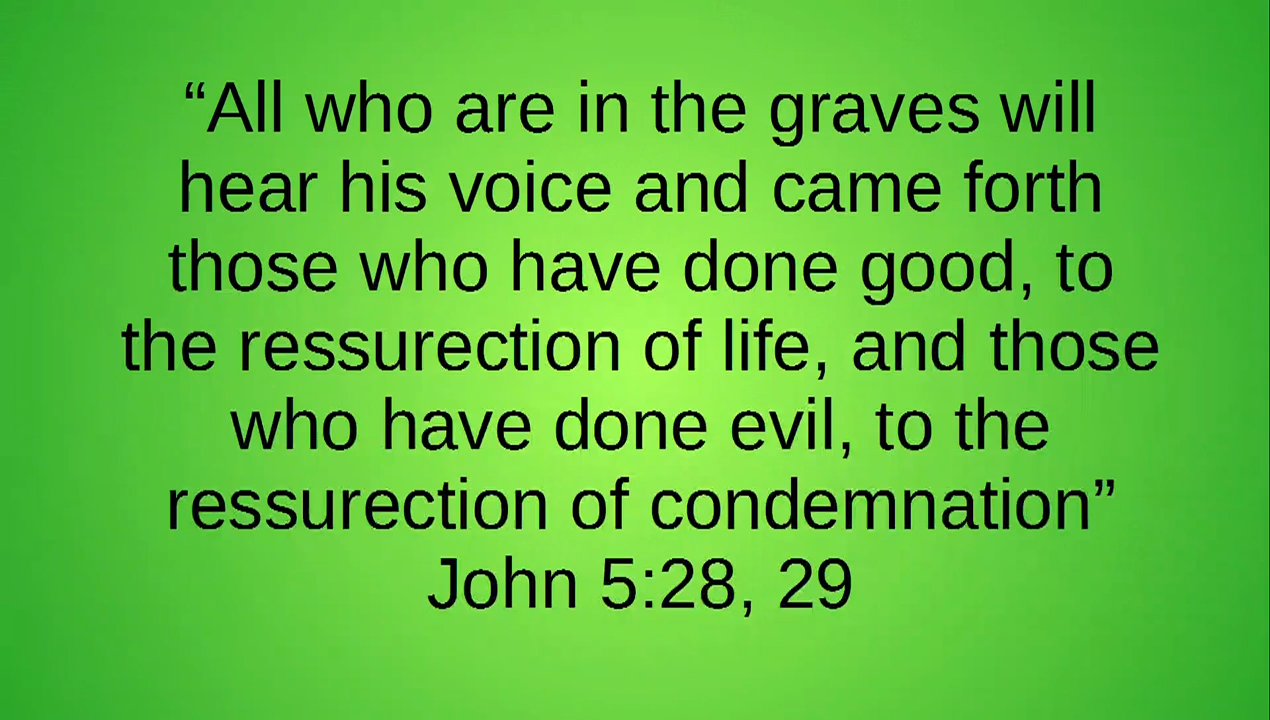 “All who are in the graves will
hear his voice and came forth
those who have done good, to
the ressurection of life, and those
who have done evil, to the
ressurection of condemnation”
John 5:28, 29